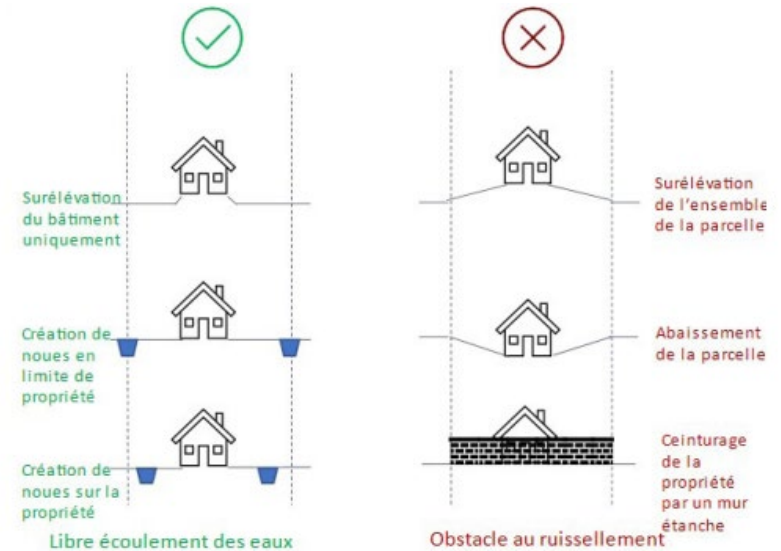 Surélévation
du bâtiment
uniquement
Création de
noues en
limite de
propriété
Création de
noues sur la
propriété
Libre écoulement des eaux
Surélévation
de l'ensemble
de la parcelle
Abaissement
de la parcelle
Ceinturage
de la
propriété
par un mur
étanche
Obstacle au ruissellement